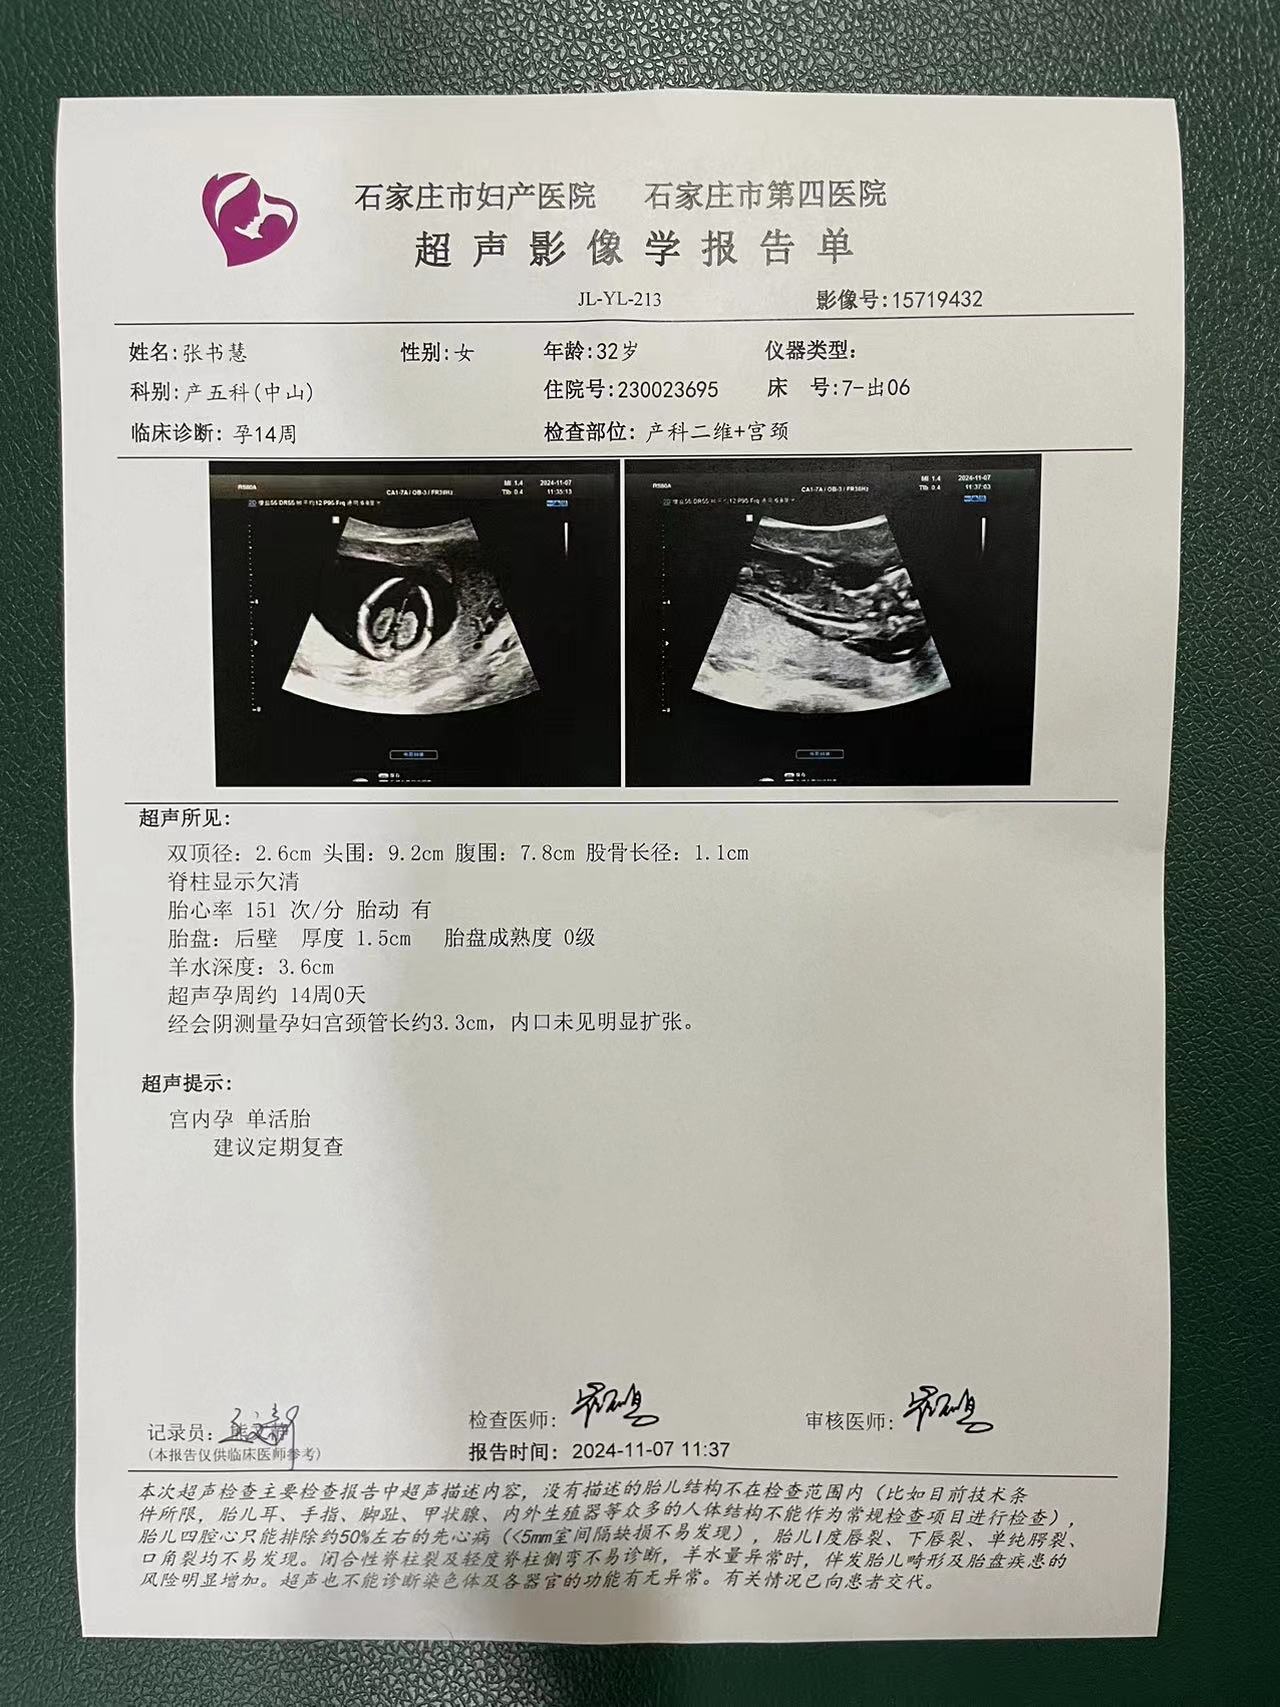 石家庄市妇产医院 石家庄市第四医院
超声影像学报告单
JL-YL-213 影像号:15719432
姓名:张书慧 性别:女 年龄:32岁 仪器类型:
科别:产五科(中山) 住院号:230023695 床 号:7-出06
临床诊断: 孕14周 检查部位: 产科二维+宫颈
R580A CA1-7A / OB-3 / FR38Hz MI 1.4 TIb 0.4 2024-11-07 11:35:13
R580A CA1-7A / OB-3 / FR38Hz MI 1.4 TIb 0.4 2024-11-07 11:37:03
超声所见:
双顶径: 2.6cm 头围: 9.2cm 腹围: 7.8cm 股骨长径: 1.1cm
脊柱显示欠清
胎心率 151 次/分 胎动 有
胎盘: 后壁 厚度 1.5cm 胎盘成熟度 0级
羊水深度: 3.6cm
超声孕周约 14周0天
经会阴测量孕妇宫颈管长约3.3cm, 内口未见明显扩张。
超声提示:
宫内孕 单活胎
建议定期复查
记录员: 检查医师: 审核医师:
(本报告仅供临床医师参考) 报告时间: 2024-11-07 11:37
本次超声检查主要检查报告中超声描述内容, 没有描述的胎儿结构不在检查范围内 (比如目前技术条
件所限, 胎儿耳、手指、脚趾、甲状腺、内外生殖器等众多的人体结构不能作为常规检查项目进行检查),
胎儿四腔心只能排除约50%左右的先心病 (<5mm室间隔缺损不易发现), 胎儿I度唇裂、下唇裂、单纯腭裂、
口角裂均不易发现。闭合性脊柱裂及轻度脊柱侧弯不易诊断, 羊水量异常时, 伴发胎儿畸形及胎盘疾患的
风险明显增加。超声也不能诊断染色体及各器官的功能有无异常。有关情况已向患者交代。